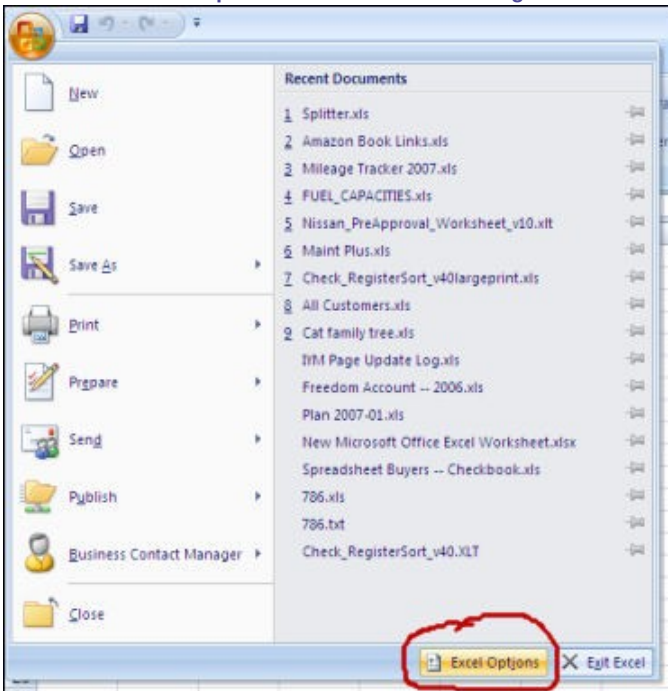 New
Open
Save
Save As
Print
Prepare
Send
Publish
Business Contact Manager
Close
Recent Documents
1 Splitter.xls
2 Amazon Book Links.xls
3 Mileage Tracker 2007.xls
4 FUEL_CAPACITIES.xls
5 Nissan_PreApproval_Worksheet_v10.xlt
6 Maint Plus.xls
7 Check_RegisterSort_v40largeprint.xls
8 All Customers.xls
9 Cat family tree.xls
IYM Page Update Log.xls
Freedom Account -- 2006.xls
Plan 2007-01.xls
New Microsoft Office Excel Worksheet.xlsx
Spreadsheet Buyers -- Checkbook.xls
786.xls
786.txt
Check_RegisterSort_v40.XLT
Excel Options
Exit Excel